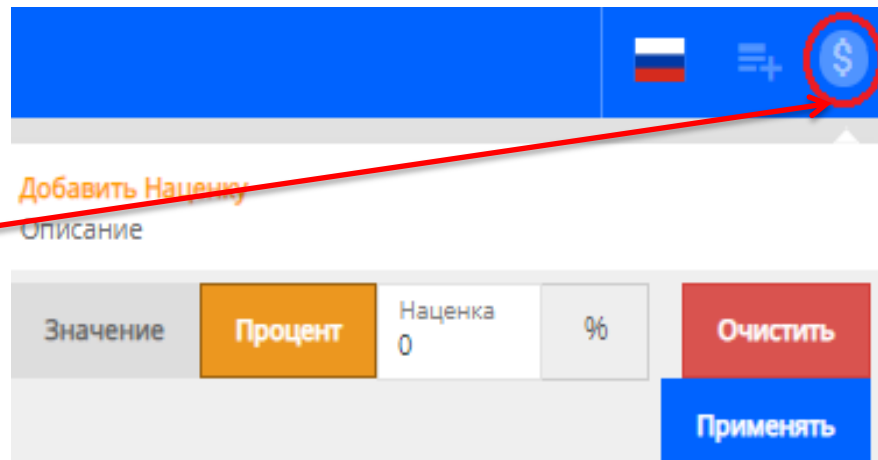 $
Добавить Наценку
Описание
Значение Процент Наценка 0 % Очистить
Применять